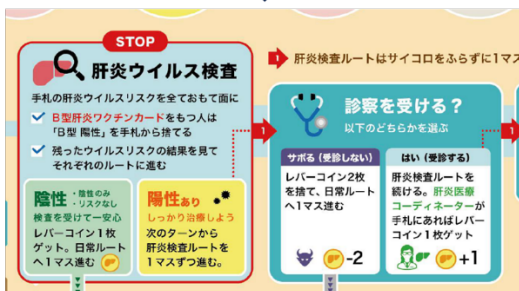 STOP
肝炎ウイルス検査
手札の肝炎ウイルスリスクを全ておもて面に
B型肝炎ワクチンカードをもつ人は
「B型 陽性」を手札から捨てる
残ったウイルスリスクの結果を見て
それぞれのルートに進む
陰性 ・陰性のみ
・リスクなし
検査を受けて一安心
レバーコイン1枚
ゲット。日常ルート
へ1マス進む
陽性あり
しっかり治療しよう
次のターンから
肝炎検査ルートを
1マスずつ進む。
1 肝炎検査ルートはサイコロをふらずに1マス
1
診察を受ける?
以下のどちらかを選ぶ
サボる(受診しない)
レバーコイン2枚
を捨て、日常ルート
へ1マス進む
-2
はい(受診する)
肝炎検査ルートを
続ける。肝炎医療
コーディネーターが
手札にあればレバー
コイン1枚ゲット
+1
1